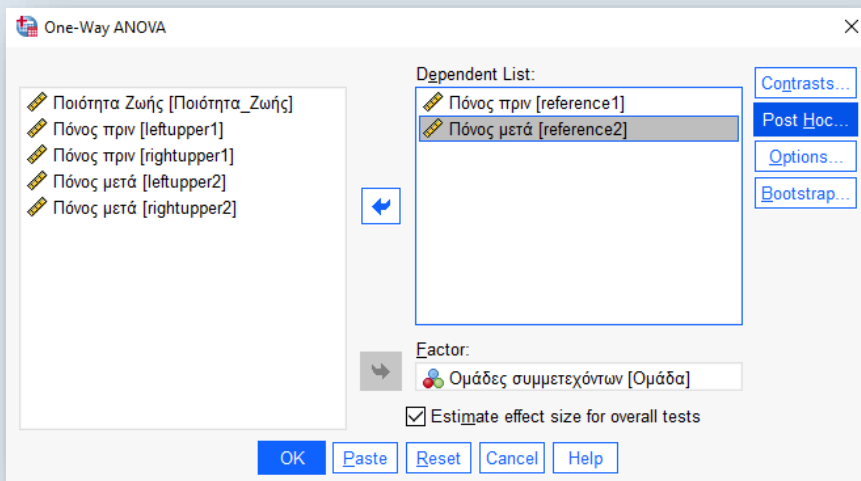 One-Way ANOVA
Ποιότητα Ζωής [Ποιότητα_Ζωής]
Πόνος πριν [leftupper1]
Πόνος πριν [rightupper1]
Πόνος μετά [leftupper2]
Πόνος μετά [rightupper2]
Dependent List:
Πόνος πριν [reference1]
Πόνος μετά [reference2]
Factor:
Ομάδες συμμετεχόντων [Ομάδα]
Estimate effect size for overall tests
Contrasts...
Post Hoc...
Options...
Bootstrap...
OK Paste Reset Cancel Help